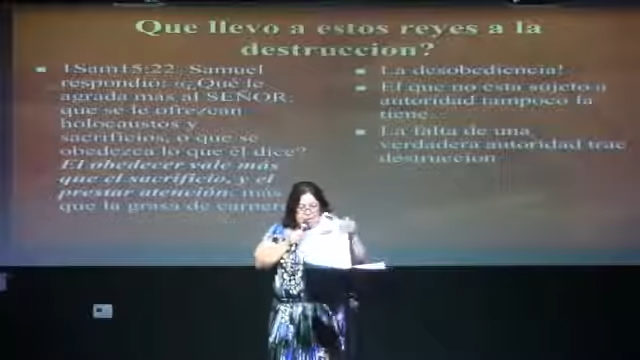 Que llevo a estos reyes a la
destruccion?
1Sam15:22 Samuel
respondió: «¿Qué le
agrada más al SEÑOR:
que se le ofrezcan
holocaustos y
sacrificios, o que se
obedezca lo que él dice?
El obedecer vale más
que el sacrificio, y el
prestar atención, más
que la grasa de carneros
La desobediencia!
El que no esta sujeto a
autoridad tampoco la
tiene
La falta de una
verdadera autoridad trae
destruccion